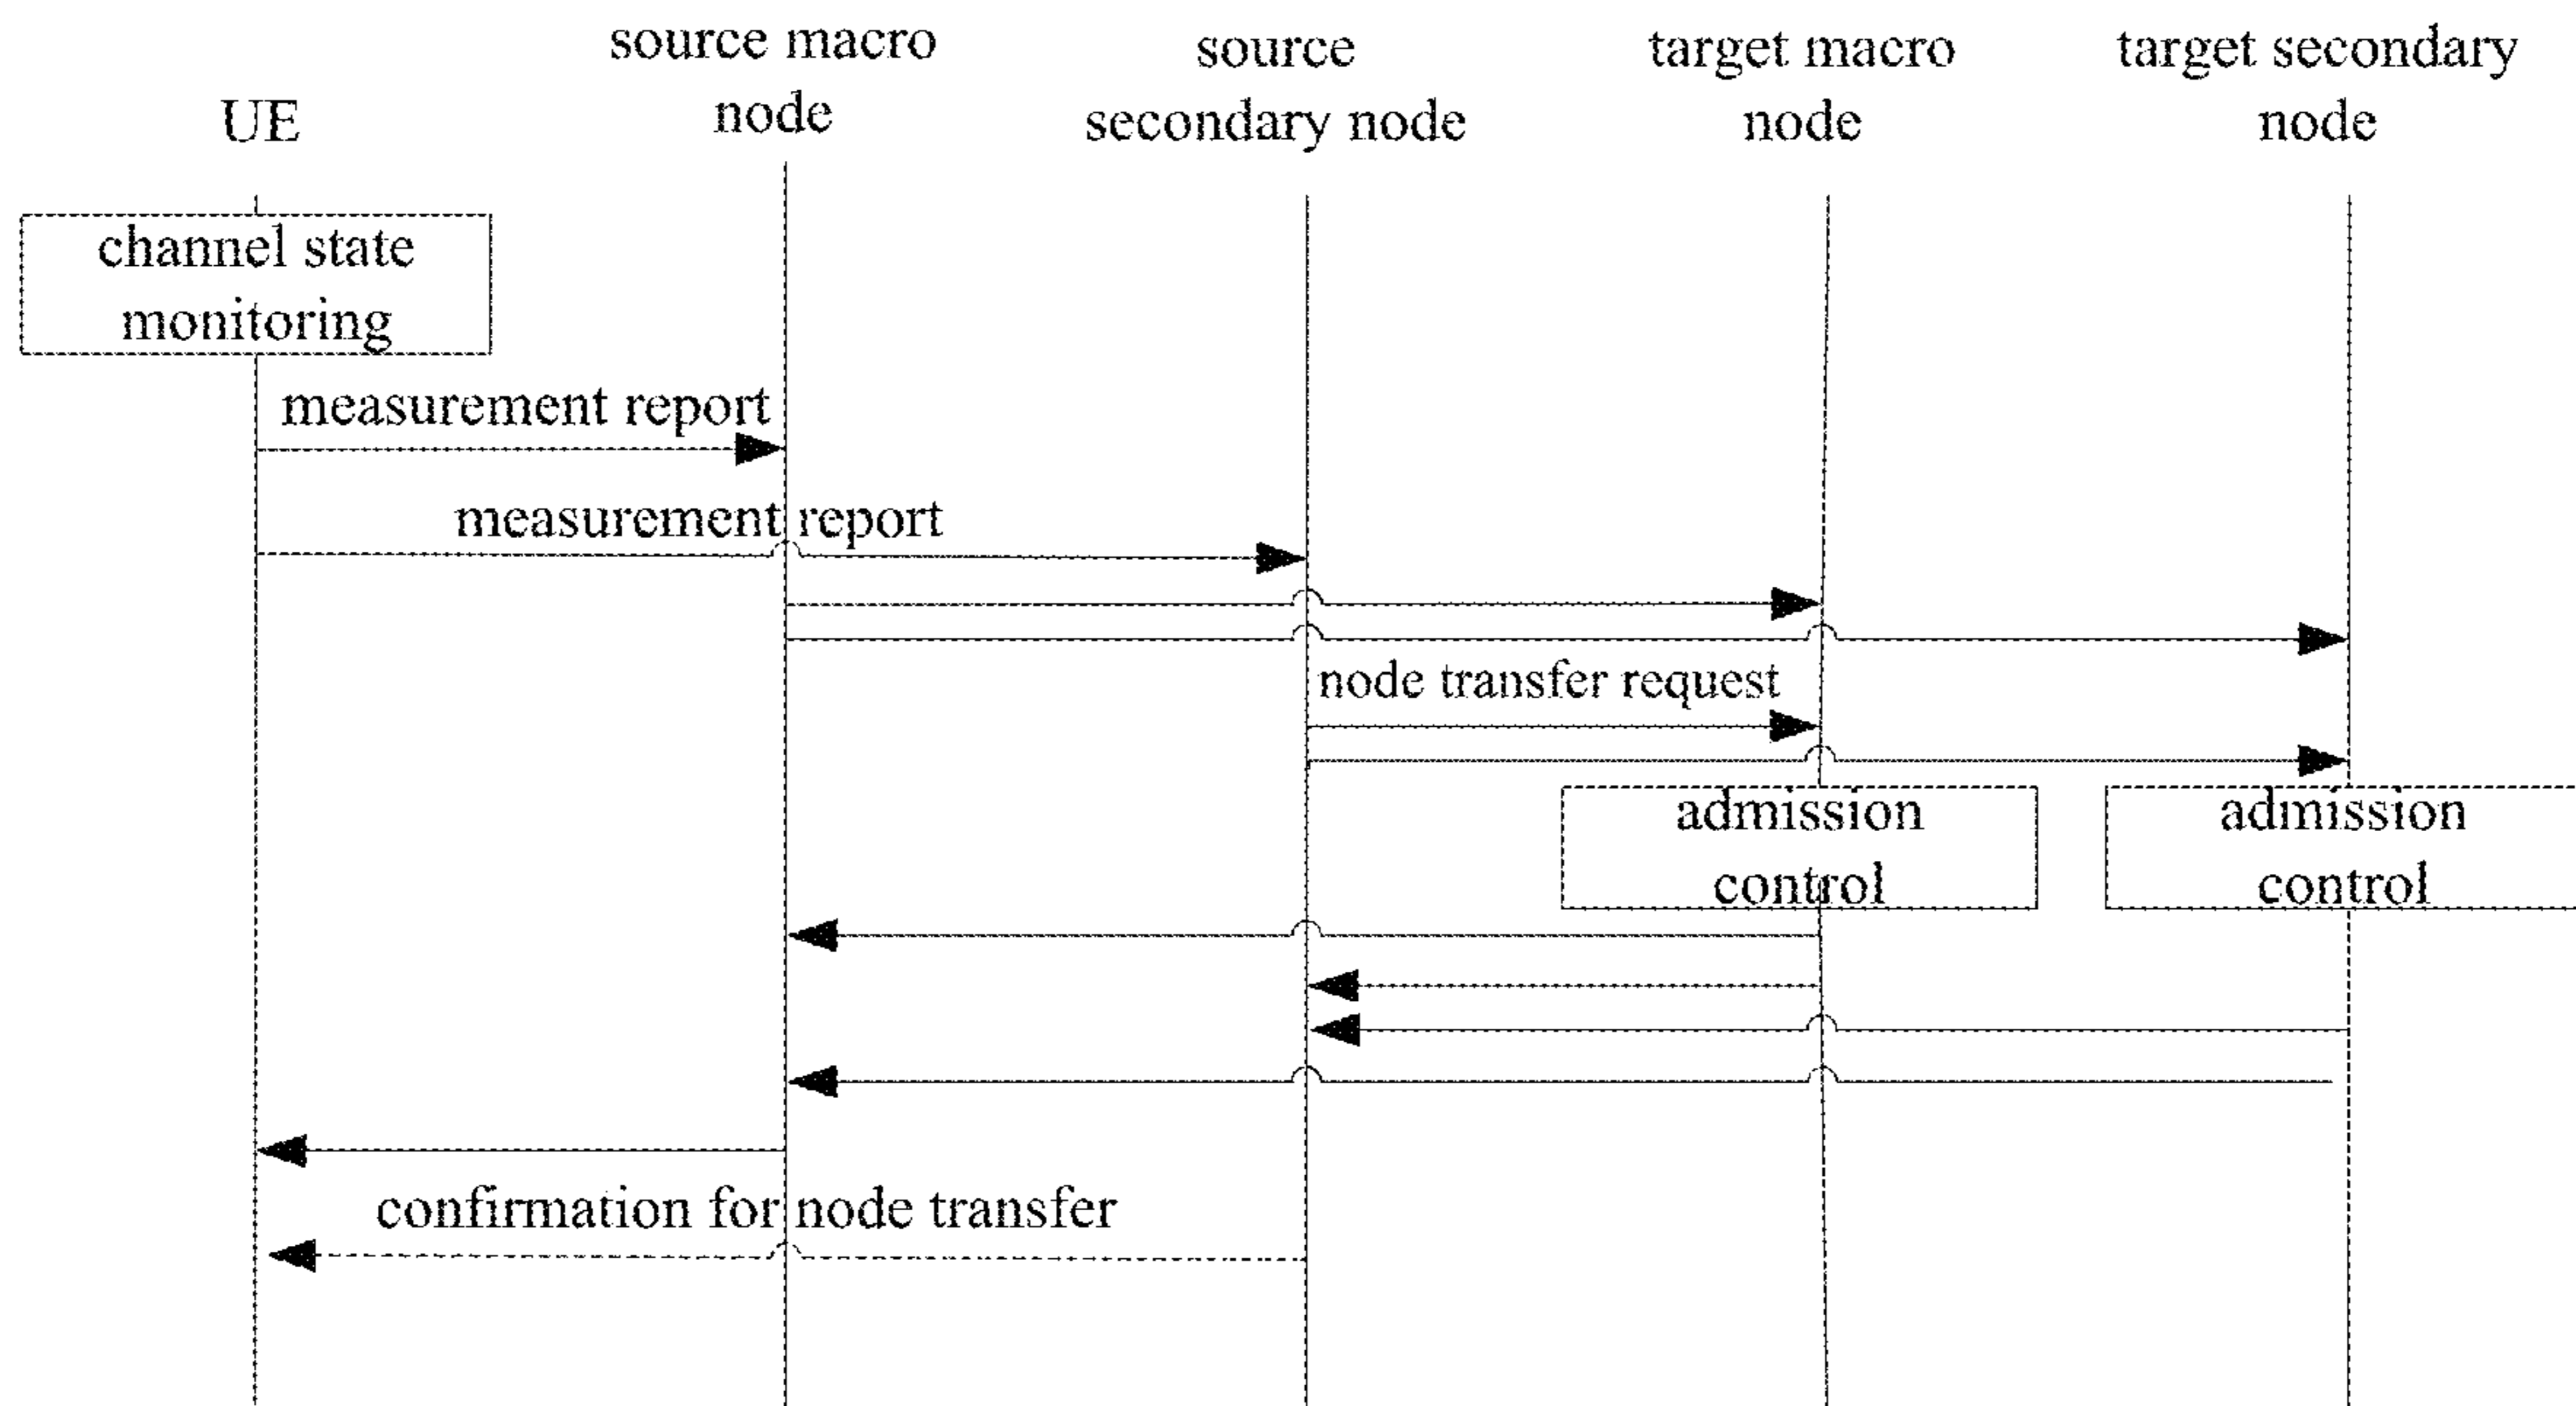 UE
source macro
node
source
secondary node
target macro
node
target secondary
node
channel state
monitoring
measurement report
measurement report
node transfer request
admission
control
admission
control
confirmation for node transfer